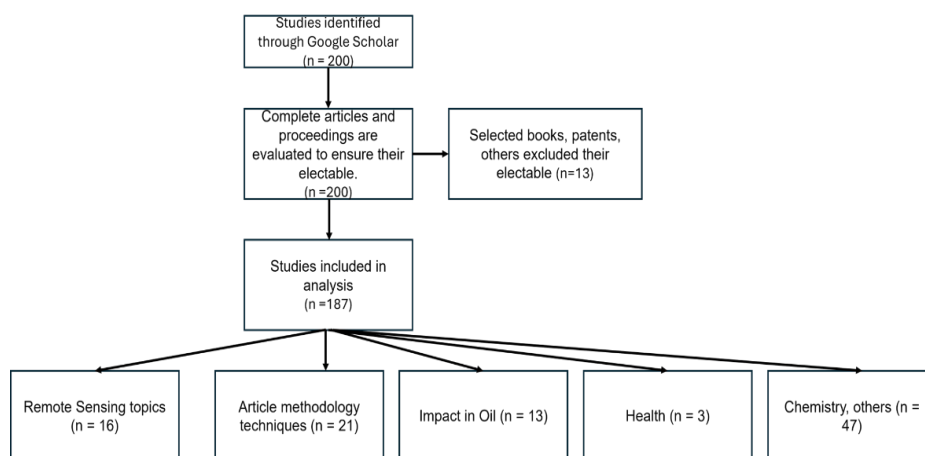 Studies identified
through Google Scholar
(n = 200)
Complete articles and
proceedings are
evaluated to ensure their
electable.
(n =200)
Selected books, patents,
others excluded their
electable (n=13)
Studies included in
analysis
(n =187)
Remote Sensing topics
(n = 16)
Article methodology
techniques (n = 21)
Impact in Oil (n = 13)
Health (n = 3)
Chemistry, others (n =
47)